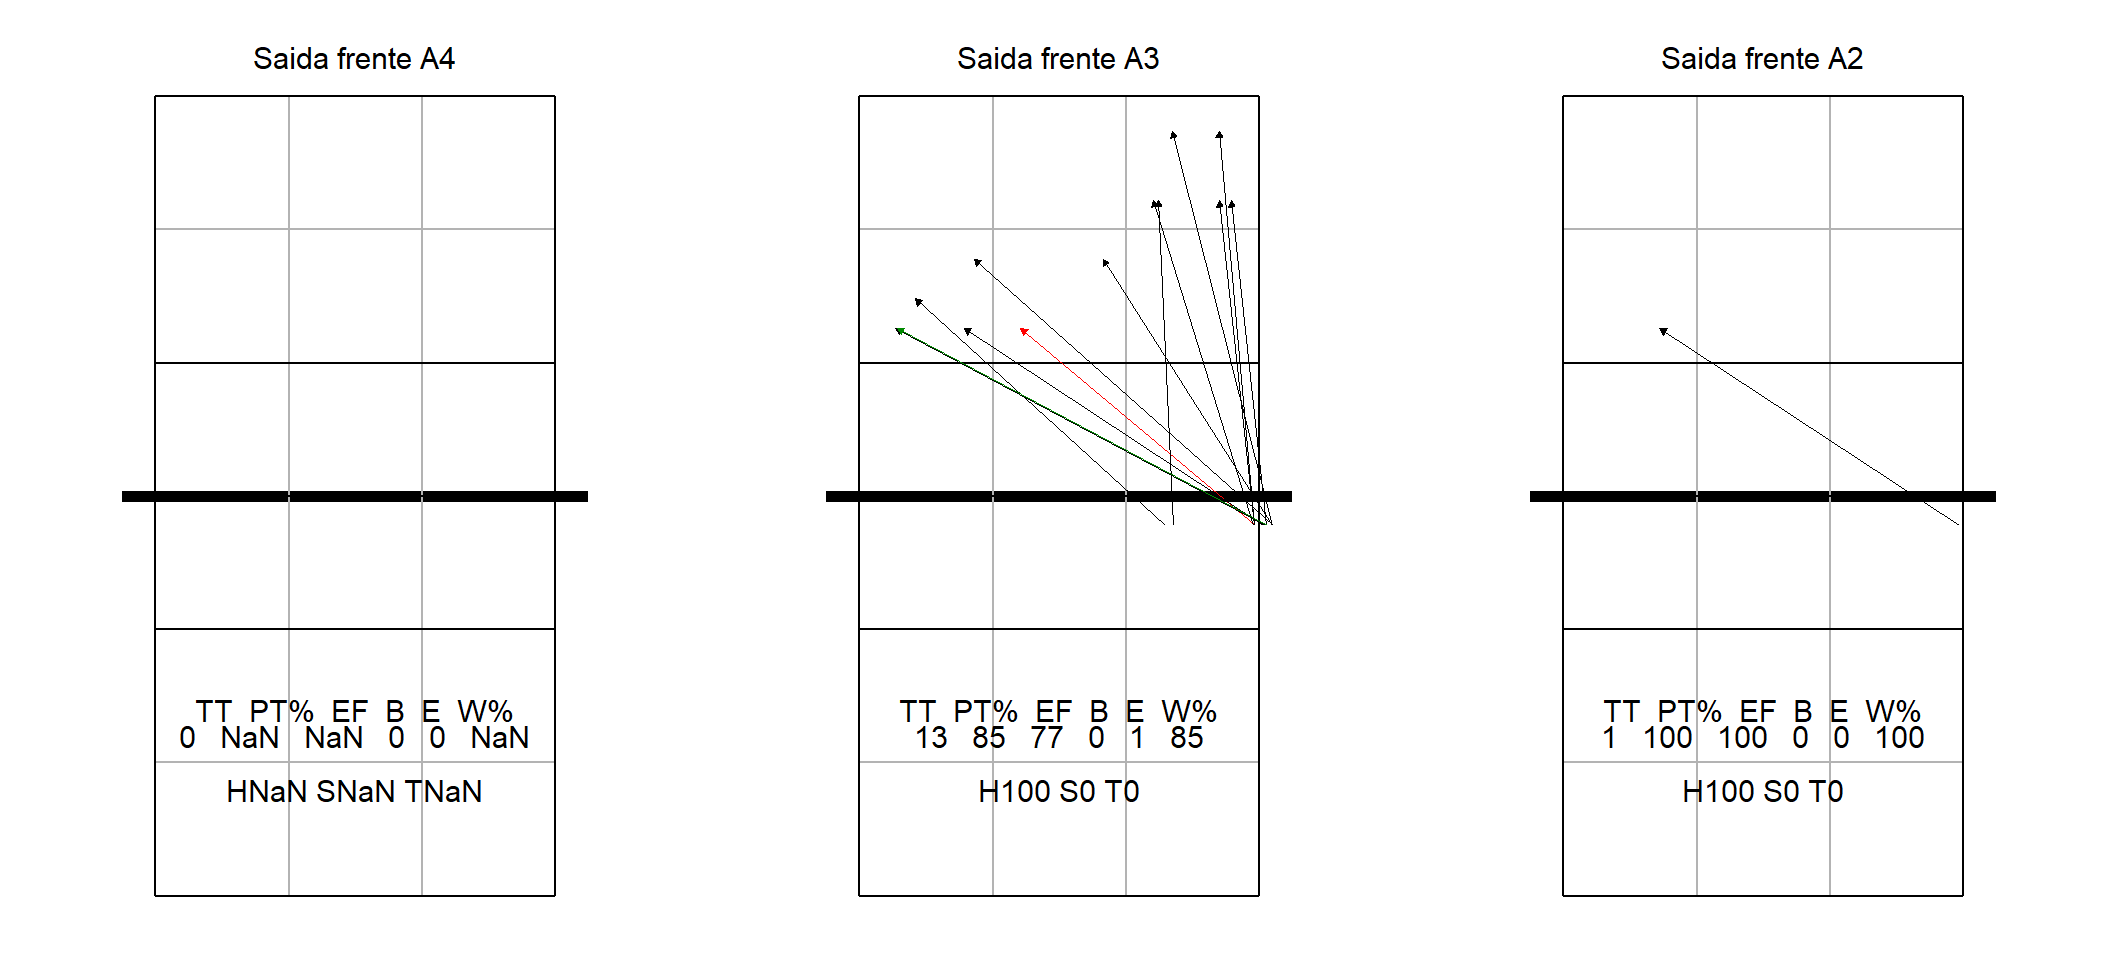 Saida frente A4
TT PT% EF B E W%
0 NaN NaN 0 0 NaN
HNaN SNaN TNaN
Saida frente A3
TT PT% EF B E W%
13 85 77 0 1 85
H100 S0 T0
Saida frente A2
TT PT% EF B E W%
1 100 100 0 0 100
H100 S0 T0